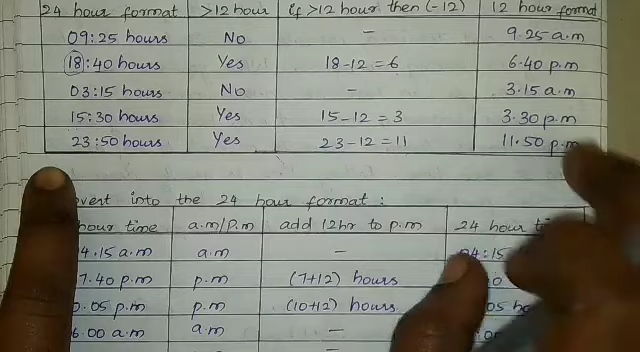 24 hour format >12 hour if >12 hour then (-12) 12 hour format
09:25 hours No - 9.25 a.m
18:40 hours Yes 18-12=6 6.40 p.m
03:15 hours No - 3.15 a.m
15:30 hours Yes 15-12=3 3.30 p.m
23:50 hours Yes 23-12=11 11.50 p.m
into the 24 hour format:
hour time a.m/p.m add 12hr to p.m 24 hour
4.15 a.m a.m - 04:15
7.40 p.m p.m (7+12) hours
.05 p.m p.m (10+12) hours
6.00 a.m a.m -
-